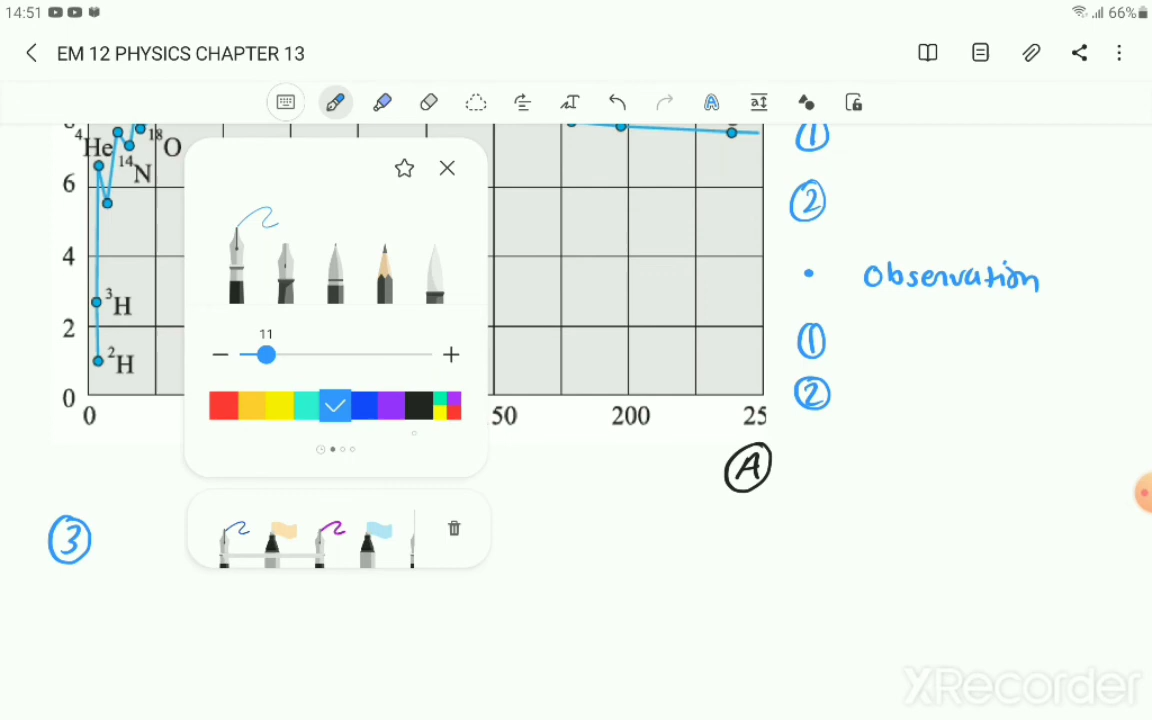 14:51 66%
EM 12 PHYSICS CHAPTER 13
4 He 18 O
14 N
6
4
3 H
2
2 H
0
0 50 200 25
A
1
2
• Observation
1
2
3
11
XRecorder